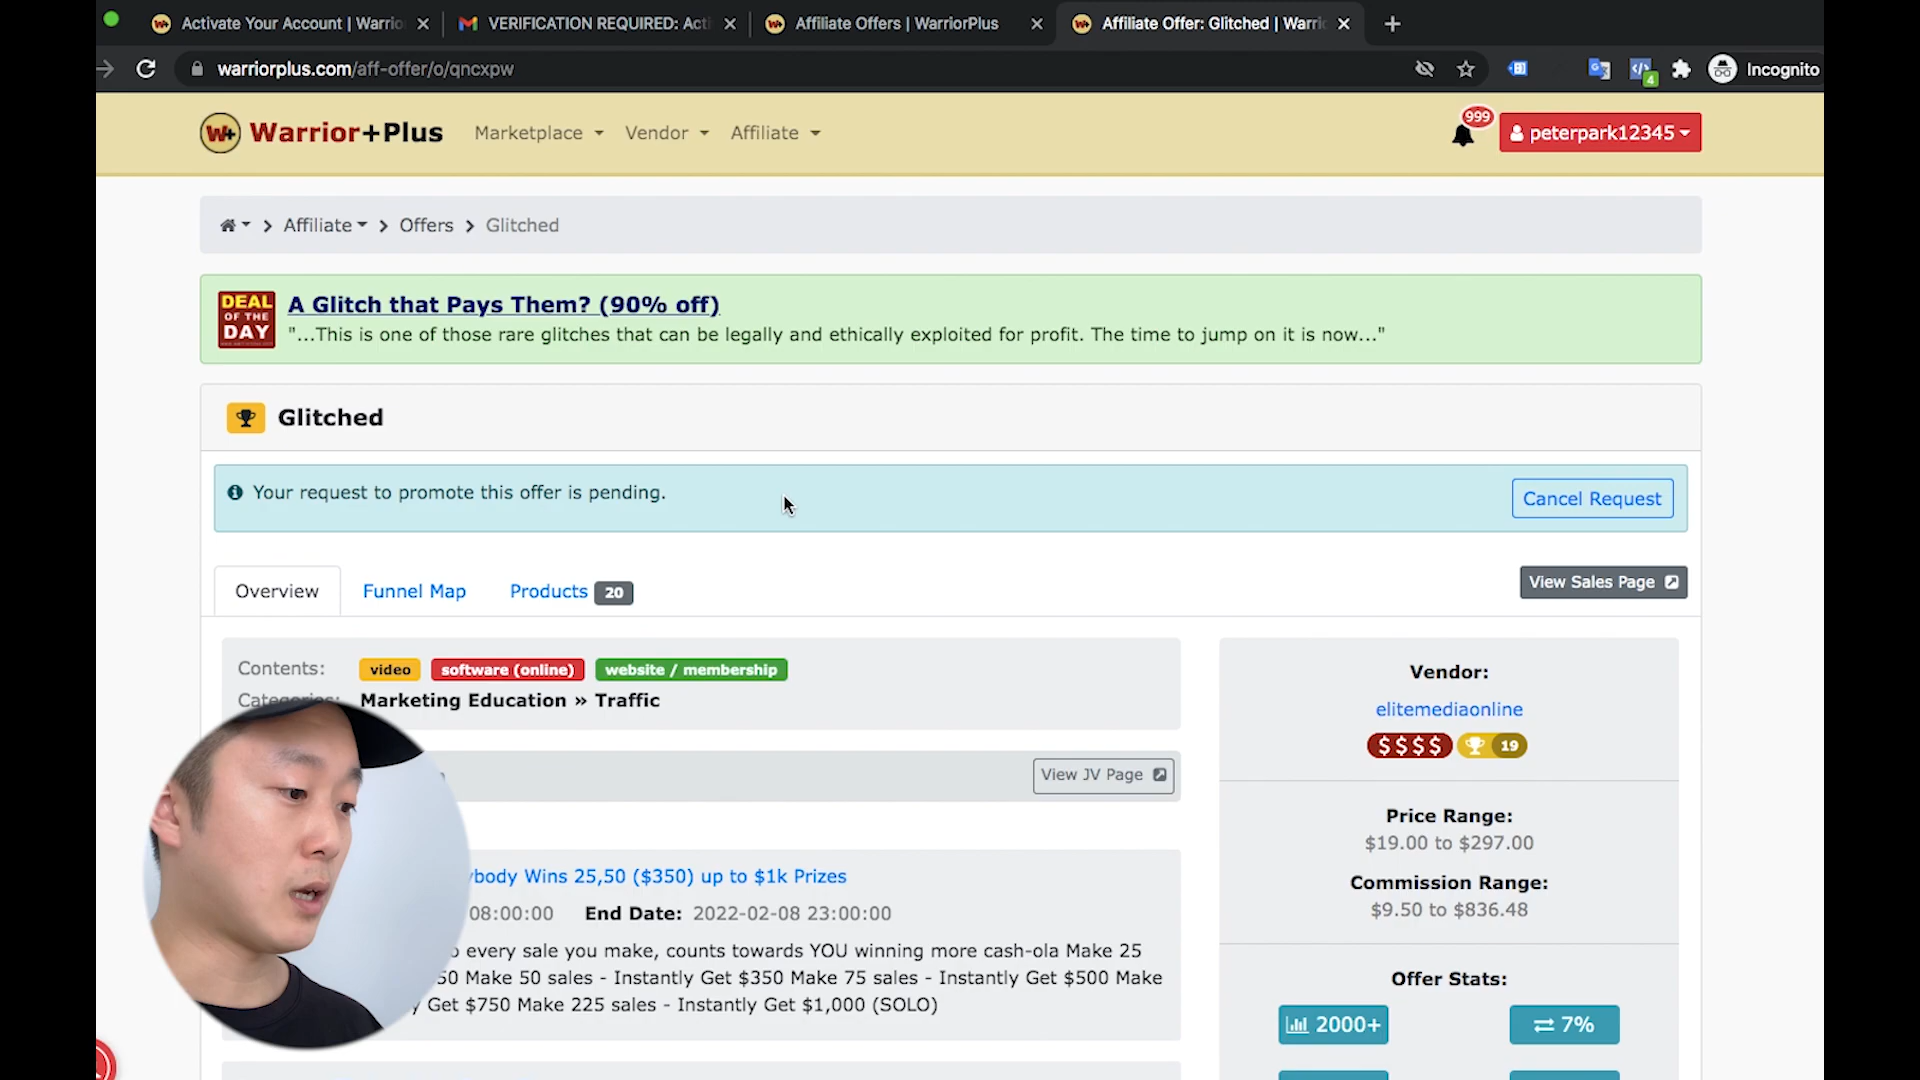 Activate Your Account | Warrio
VERIFICATION REQUIRED: Act
Affiliate Offers | WarriorPlus
Affiliate Offer: Glitched | Warri
warriorplus.com/aff-offer/o/qncxpw
4
Incognito
W+ Warrior+Plus
Marketplace
Vendor
Affiliate
999
peterpark12345
Affiliate
Offers
Glitched
DEAL
OF THE
DAY
A Glitch that Pays Them? (90% off)
"...This is one of those rare glitches that can be legally and ethically exploited for profit. The time to jump on it is now..."
Glitched
Your request to promote this offer is pending.
Cancel Request
Overview
Funnel Map
Products 20
View Sales Page
Contents: video software (online) website / membership
Categories: Marketing Education » Traffic
View JV Page
ybody Wins 25,50 ($350) up to $1k Prizes
08:00:00 End Date: 2022-02-08 23:00:00
every sale you make, counts towards YOU winning more cash-ola Make 25
50 Make 50 sales - Instantly Get $350 Make 75 sales - Instantly Get $500 Make
y Get $750 Make 225 sales - Instantly Get $1,000 (SOLO)
Vendor:
elitemediaonline
$$$$ 19
Price Range:
$19.00 to $297.00
Commission Range:
$9.50 to $836.48
Offer Stats:
2000+
7%